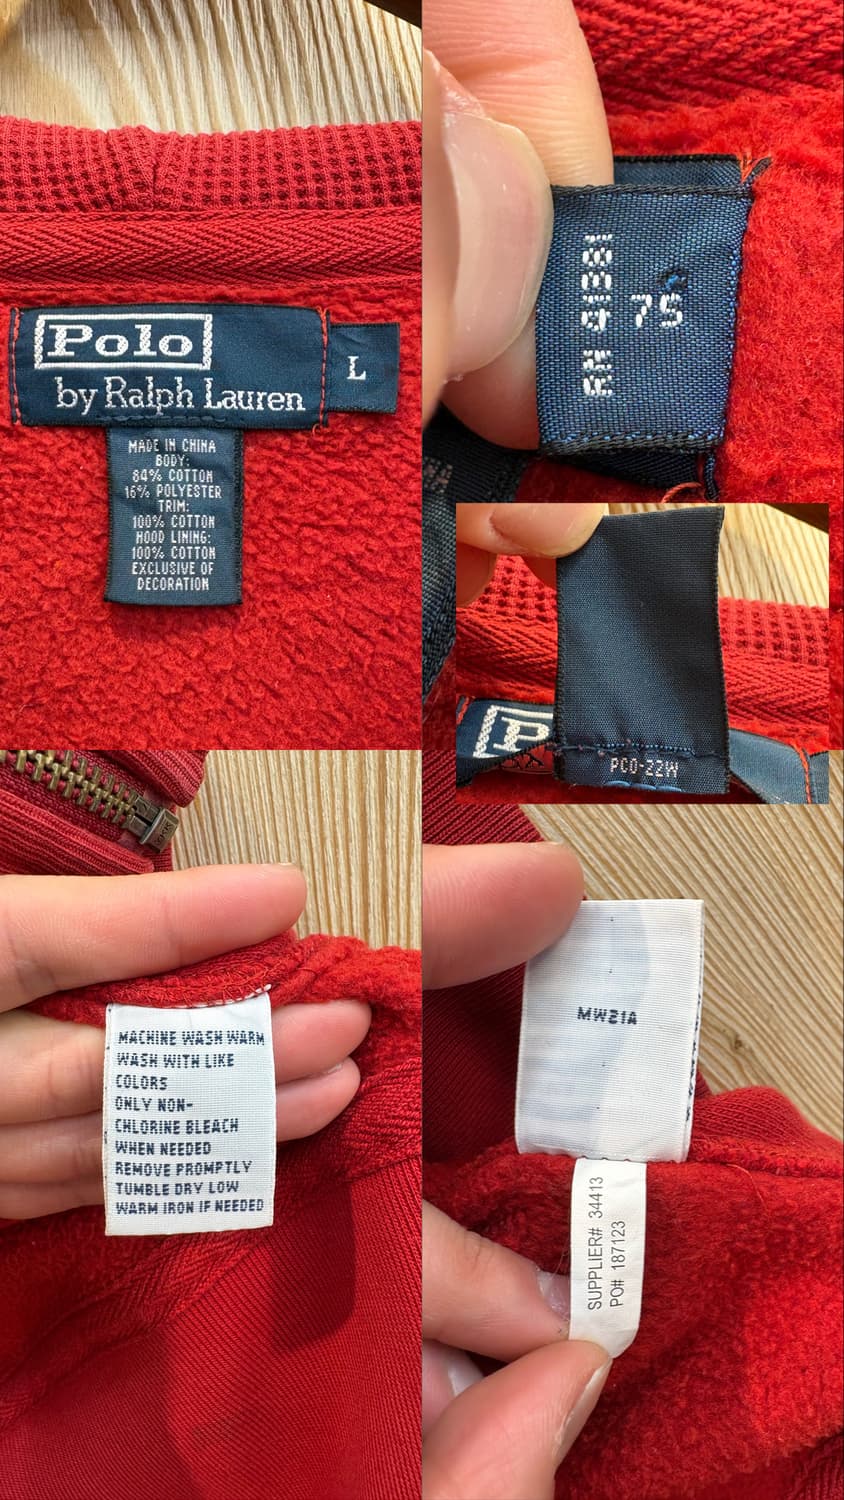 Polo
by Ralph Lauren
L
MADE IN CHINA
BODY:
84% COTTON
16% POLYESTER
TRIM:
100% COTTON
HOOD LINING:
100% COTTON
EXCLUSIVE OF
DECORATION
RN 41381
75
P
PCO-22W
MACHINE WASH WARM
WASH WITH LIKE
COLORS
ONLY NON-
CHLORINE BLEACH
WHEN NEEDED
REMOVE PROMPTLY
TUMBLE DRY LOW
WARM IRON IF NEEDED
MW21A
SUPPLIER# 34413
PO# 187123